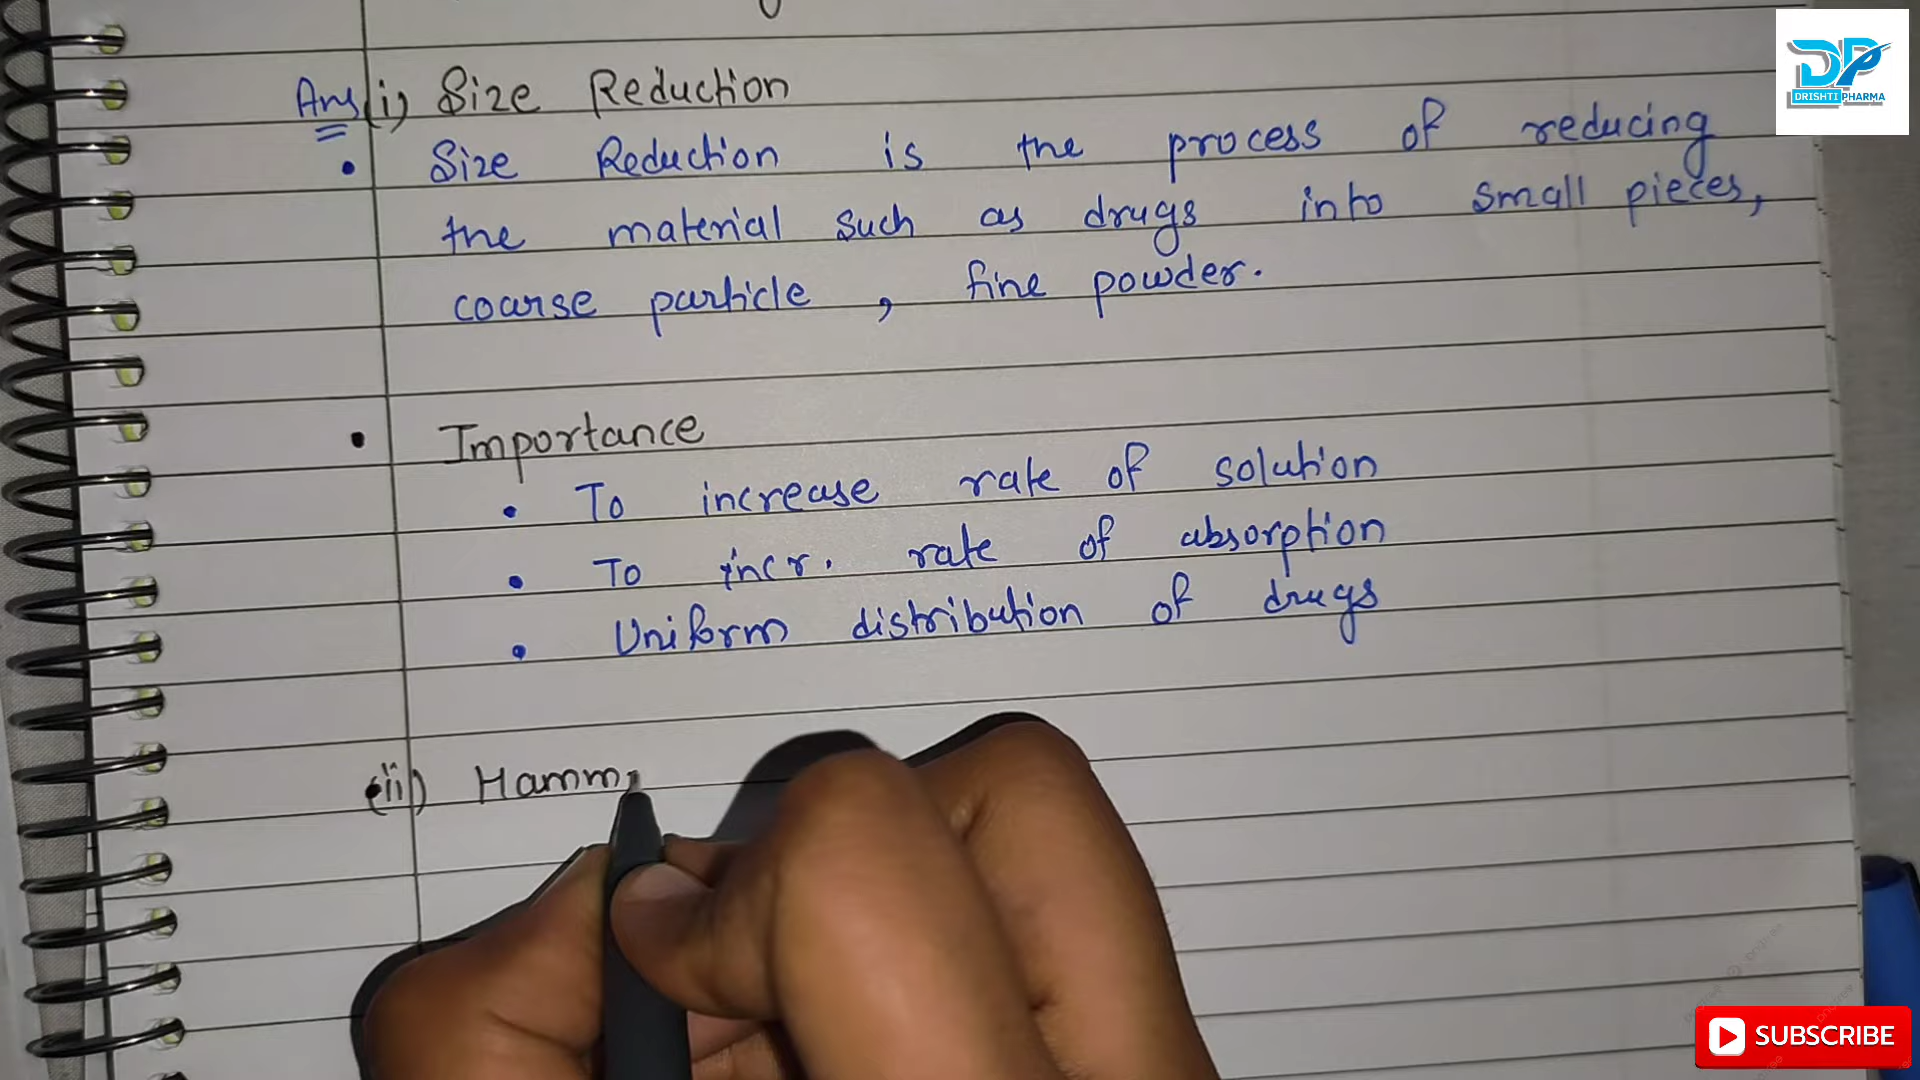 Ans (i) Size Reduction
• Size Reduction is the process of reducing
the material such as drugs into small pieces,
coarse particle , fine powder.
• Importance
• To increase rate of solution
• To incr. rate of absorption
• Uniform distribution of drugs
(ii) Hamm
DP
DRISHTI PHARMA
SUBSCRIBE